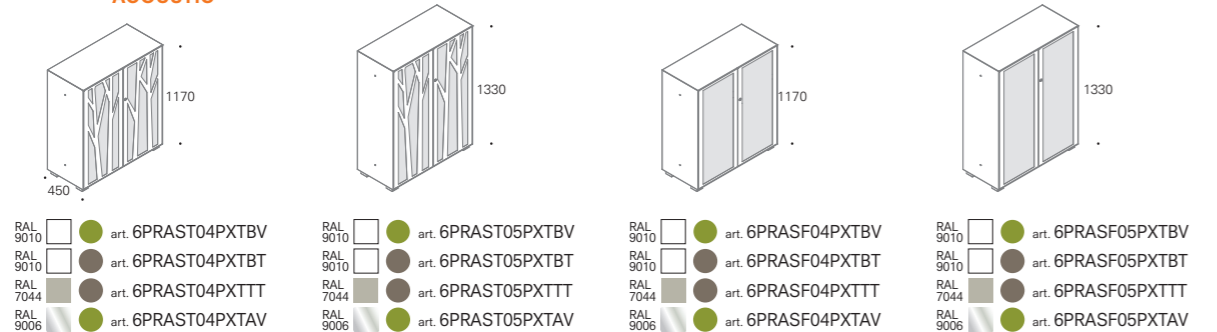 ACOUSTIC
1170
450
1330
1170
1330
RAL 9010 art. 6PRAST04PXTBV
RAL 9010 art. 6PRAST04PXTBT
RAL 7044 art. 6PRAST04PXTTT
RAL 9006 art. 6PRAST04PXTAV
RAL 9010 art. 6PRAST05PXTBV
RAL 9010 art. 6PRAST05PXTBT
RAL 7044 art. 6PRAST05PXTTT
RAL 9006 art. 6PRAST05PXTAV
RAL 9010 art. 6PRASF04PXTBV
RAL 9010 art. 6PRASF04PXTBT
RAL 7044 art. 6PRASF04PXTTT
RAL 9006 art. 6PRASF04PXTAV
RAL 9010 art. 6PRASF05PXTBV
RAL 9010 art. 6PRASF05PXTBT
RAL 7044 art. 6PRASF05PXTTT
RAL 9006 art. 6PRASF05PXTAV